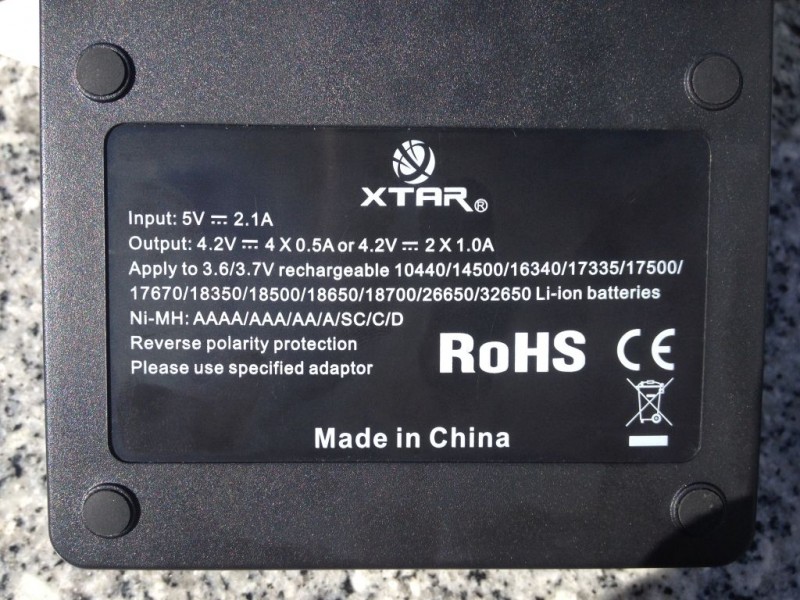 XTAR®
Input: 5V ⎓ 2.1A
Output: 4.2V ⎓ 4 X 0.5A or 4.2V ⎓ 2 X 1.0A
Apply to 3.6/3.7V rechargeable 10440/14500/16340/17335/17500/
17670/18350/18500/18650/18700/26650/32650 Li-ion batteries
Ni-MH: AAAA/AAA/AA/A/SC/C/D
Reverse polarity protection
Please use specified adaptor
RoHS CE
Made in China